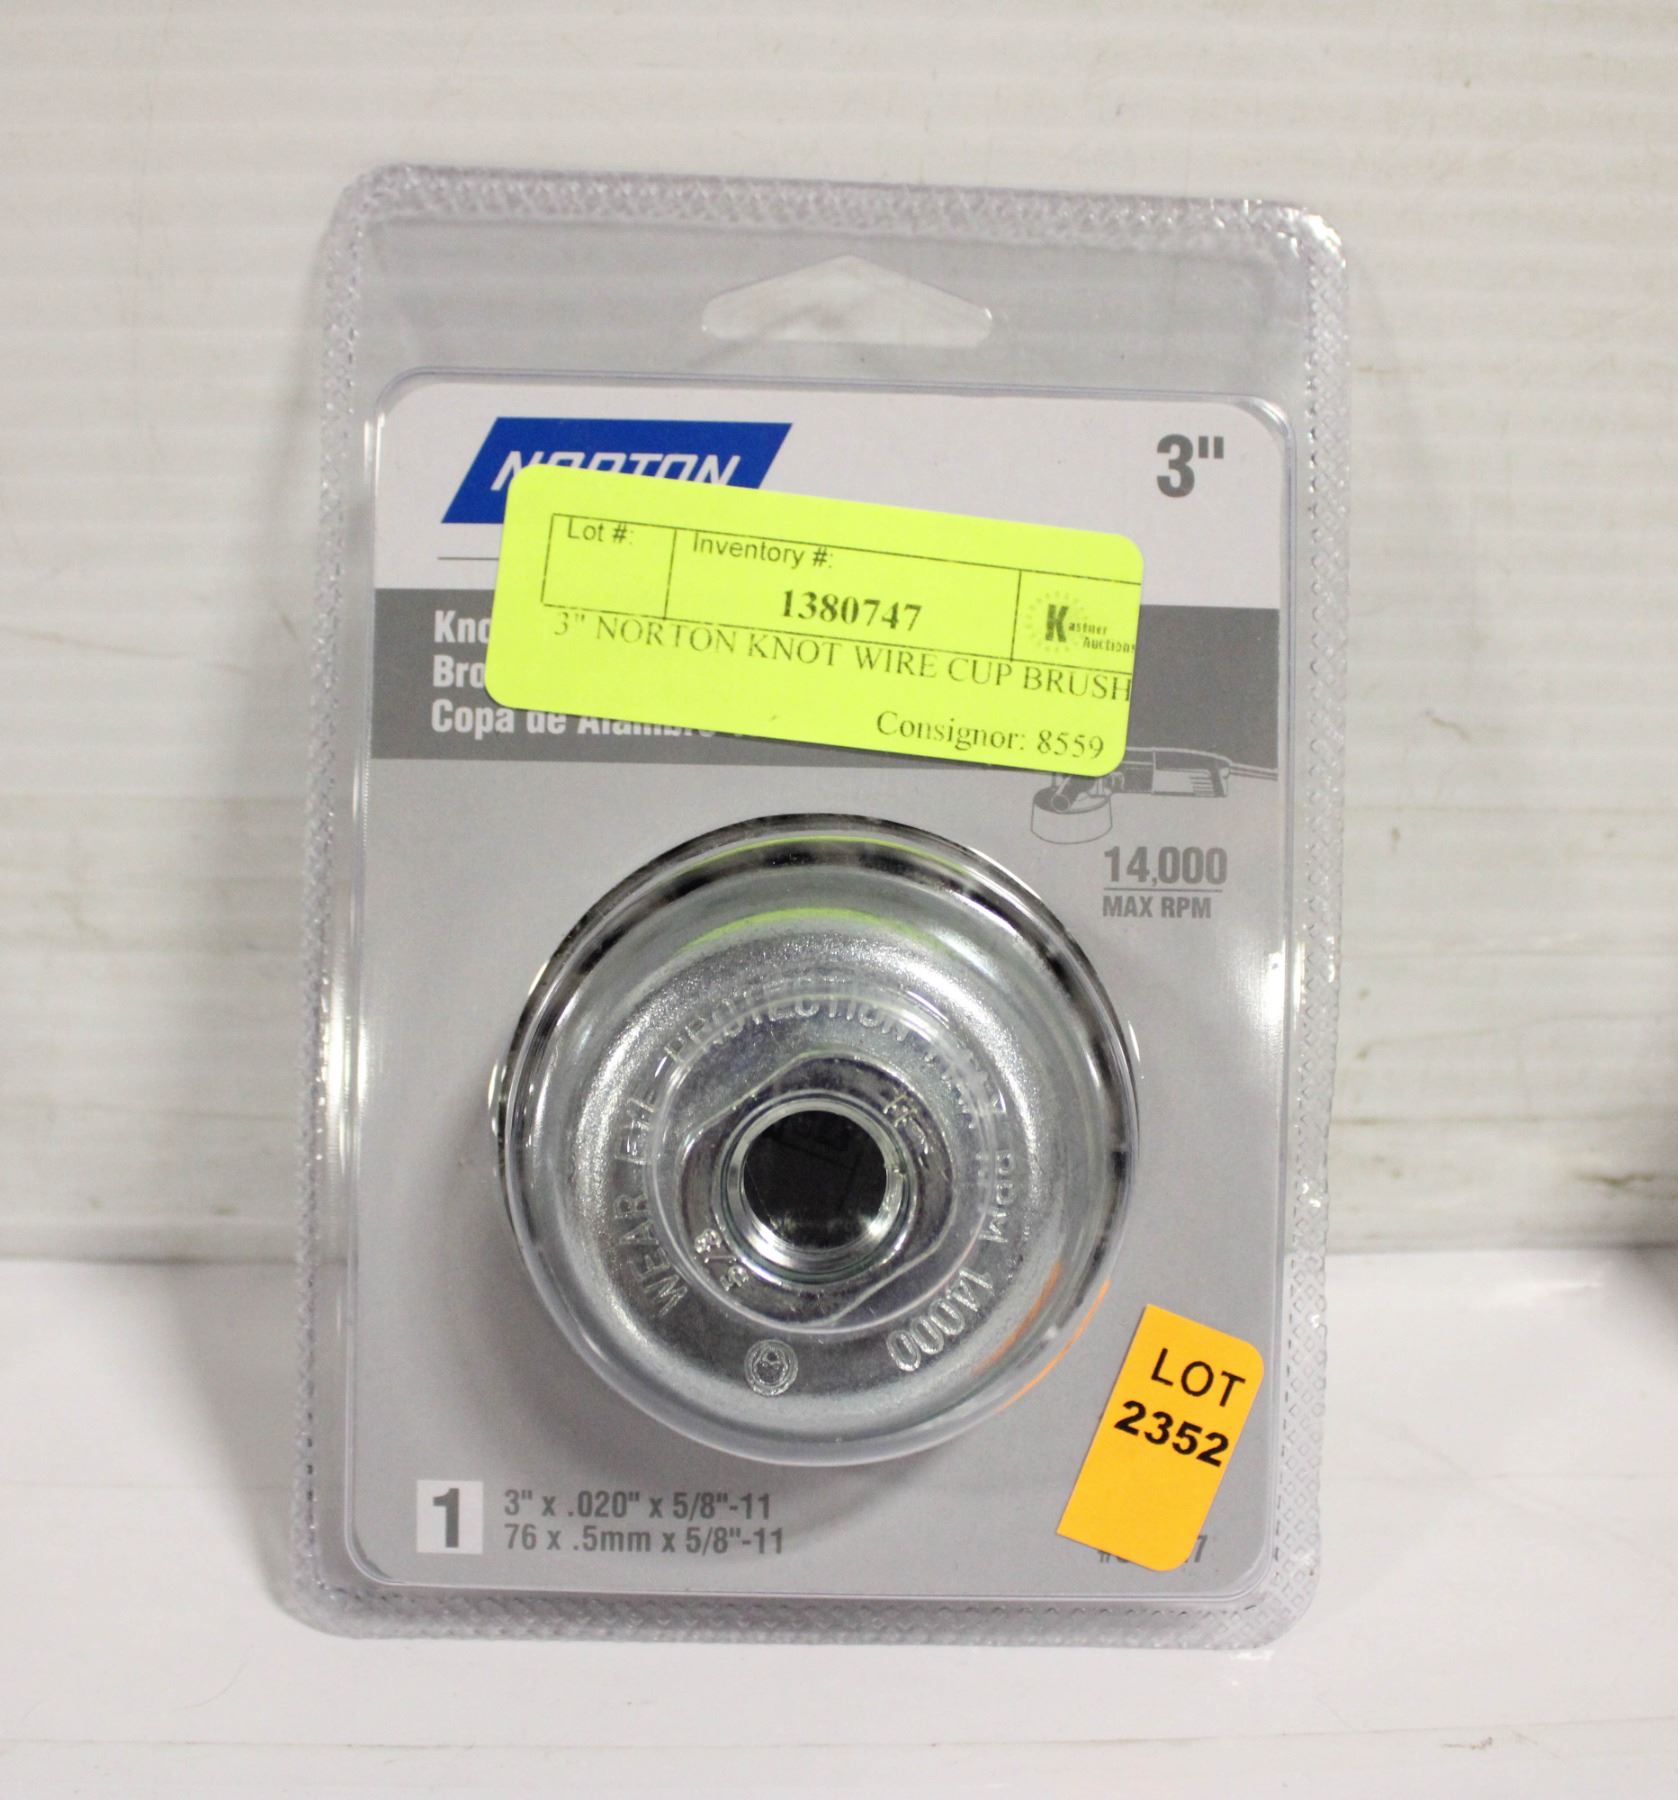 NORTON
3"
Lot #:
Inventory #:
1380747
Kastner
Auctions
3" NORTON KNOT WIRE CUP BRUSH
Consignor: 8559
Copa de
14,000
MAX RPM
WEAR EYE PROTECTION MAX RPM 14000
5/8
LOT
2352
1
3" x .020" x 5/8"-11
76 x .5mm x 5/8"-11